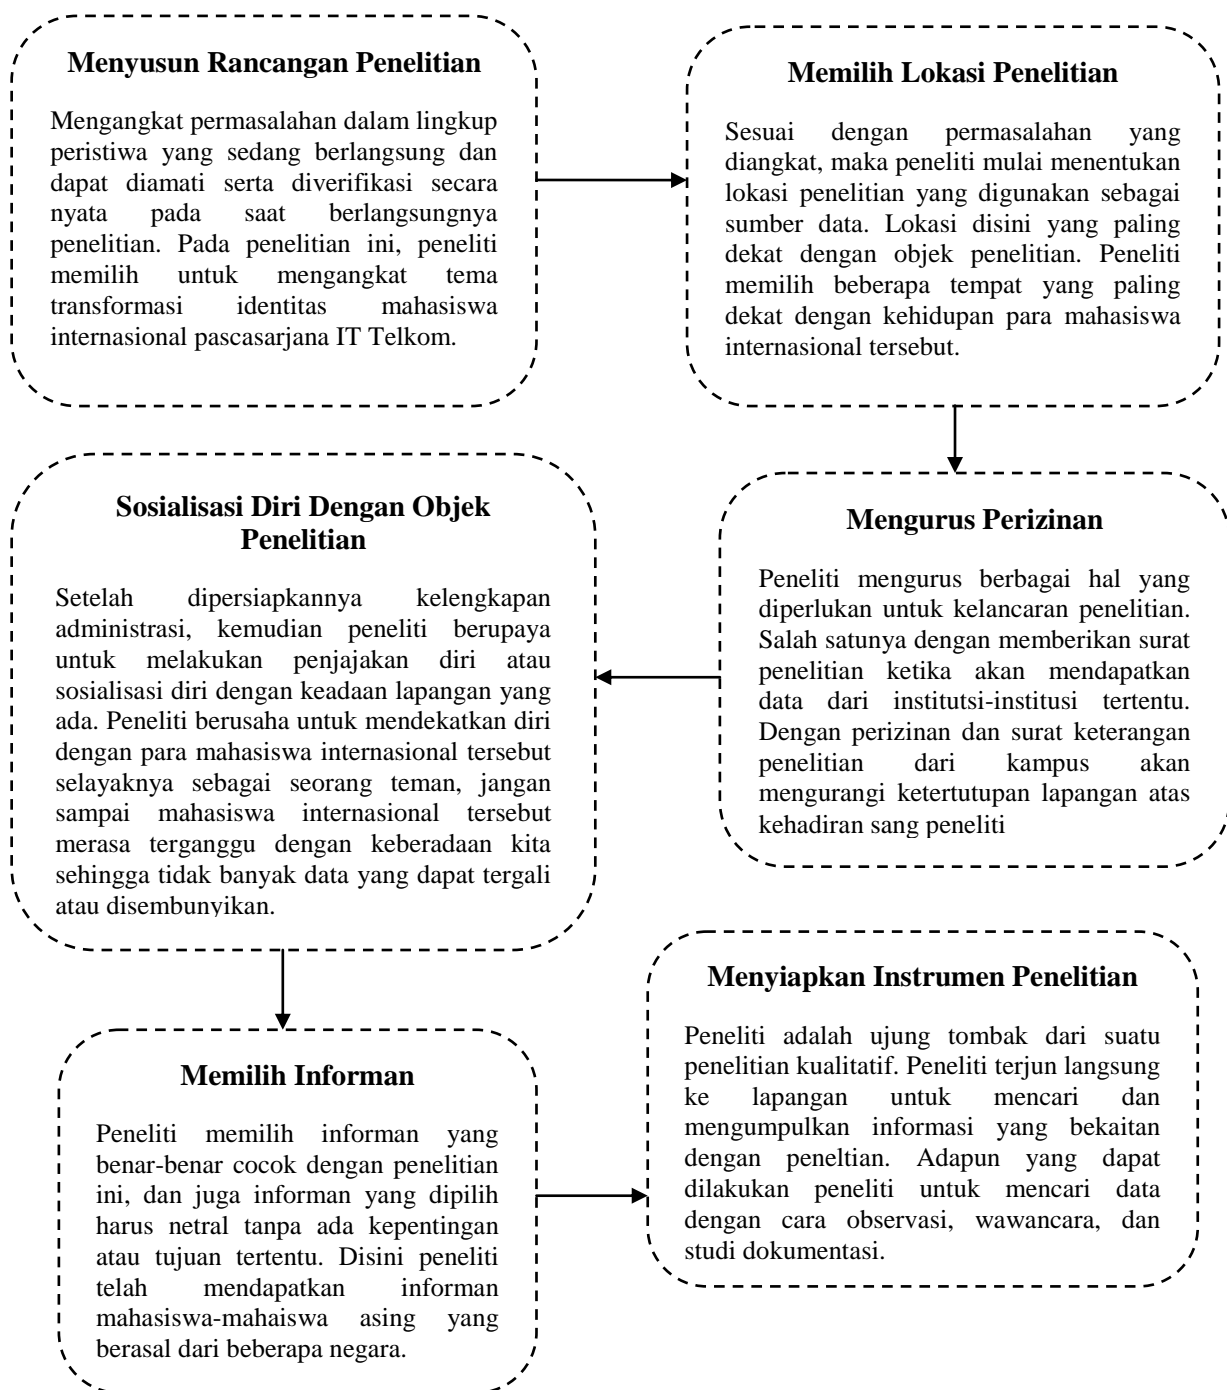 Menyusun Rancangan Penelitian
Mengangkat permasalahan dalam lingkup
peristiwa yang sedang berlangsung dan
dapat diamati serta diverifikasi secara
nyata pada saat berlangsungnya
penelitian. Pada penelitian ini, peneliti
memilih untuk mengangkat tema
transformasi identitas mahasiswa
internasional pascasarjana IT Telkom.
Memilih Lokasi Penelitian
Sesuai dengan permasalahan yang
diangkat, maka peneliti mulai menentukan
lokasi penelitian yang digunakan sebagai
sumber data. Lokasi disini yang paling
dekat dengan objek penelitian. Peneliti
memilih beberapa tempat yang paling
dekat dengan kehidupan para mahasiswa
internasional tersebut.
Mengurus Perizinan
Peneliti mengurus berbagai hal yang
diperlukan untuk kelancaran penelitian.
Salah satunya dengan memberikan surat
penelitian ketika akan mendapatkan
data dari institutsi-institusi tertentu.
Dengan perizinan dan surat keterangan
penelitian dari kampus akan
mengurangi ketertutupan lapangan atas
kehadiran sang peneliti
Sosialisasi Diri Dengan Objek
Penelitian
Setelah dipersiapkannya kelengkapan
administrasi, kemudian peneliti berupaya
untuk melakukan penjajakan diri atau
sosialisasi diri dengan keadaan lapangan yang
ada. Peneliti berusaha untuk mendekatkan diri
dengan para mahasiswa internasional tersebut
selayaknya sebagai seorang teman, jangan
sampai mahasiswa internasional tersebut
merasa terganggu dengan keberadaan kita
sehingga tidak banyak data yang dapat tergali
atau disembunyikan.
Memilih Informan
Peneliti memilih informan yang
benar-benar cocok dengan penelitian
ini, dan juga informan yang dipilih
harus netral tanpa ada kepentingan
atau tujuan tertentu. Disini peneliti
telah mendapatkan informan
mahasiswa-mahaiswa asing yang
berasal dari beberapa negara.
Menyiapkan Instrumen Penelitian
Peneliti adalah ujung tombak dari suatu
penelitian kualitatif. Peneliti terjun langsung
ke lapangan untuk mencari dan
mengumpulkan informasi yang bekaitan
dengan peneltian. Adapun yang dapat
dilakukan peneliti untuk mencari data
dengan cara observasi, wawancara, dan
studi dokumentasi.